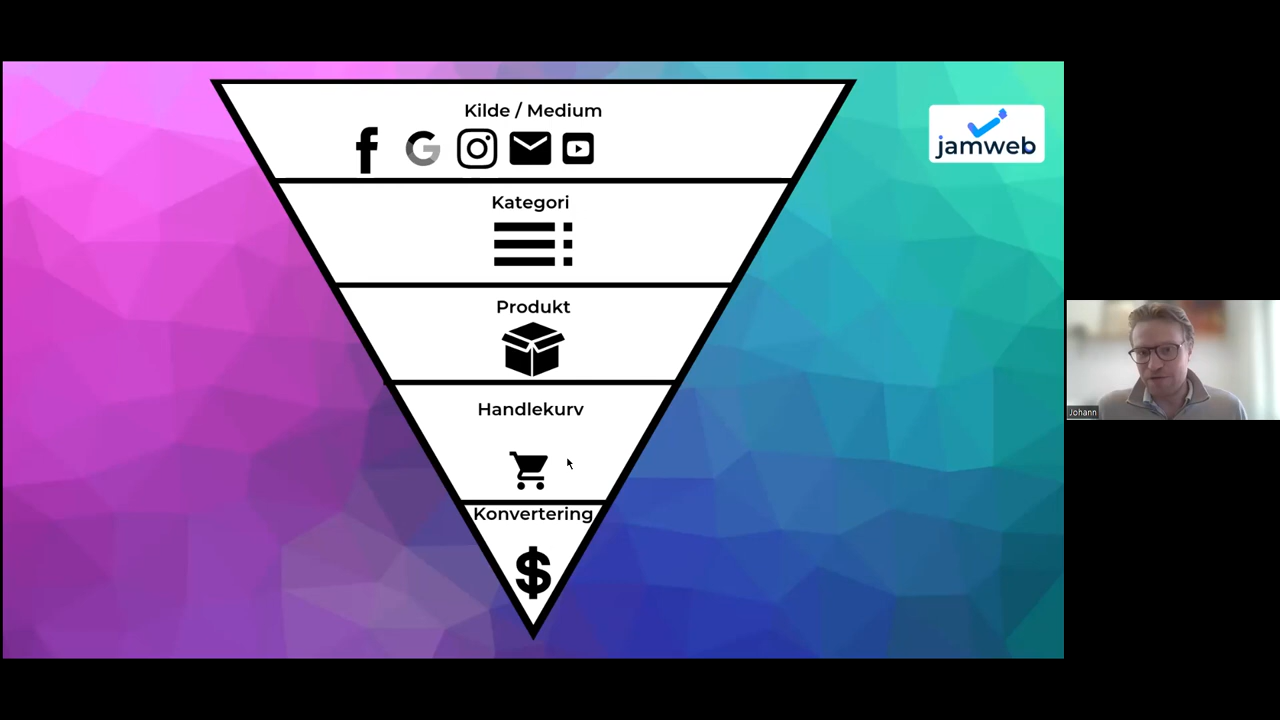 Kilde / Medium
jamweb
Kategori
Produkt
Handlekurv
Konvertering
$
Johann